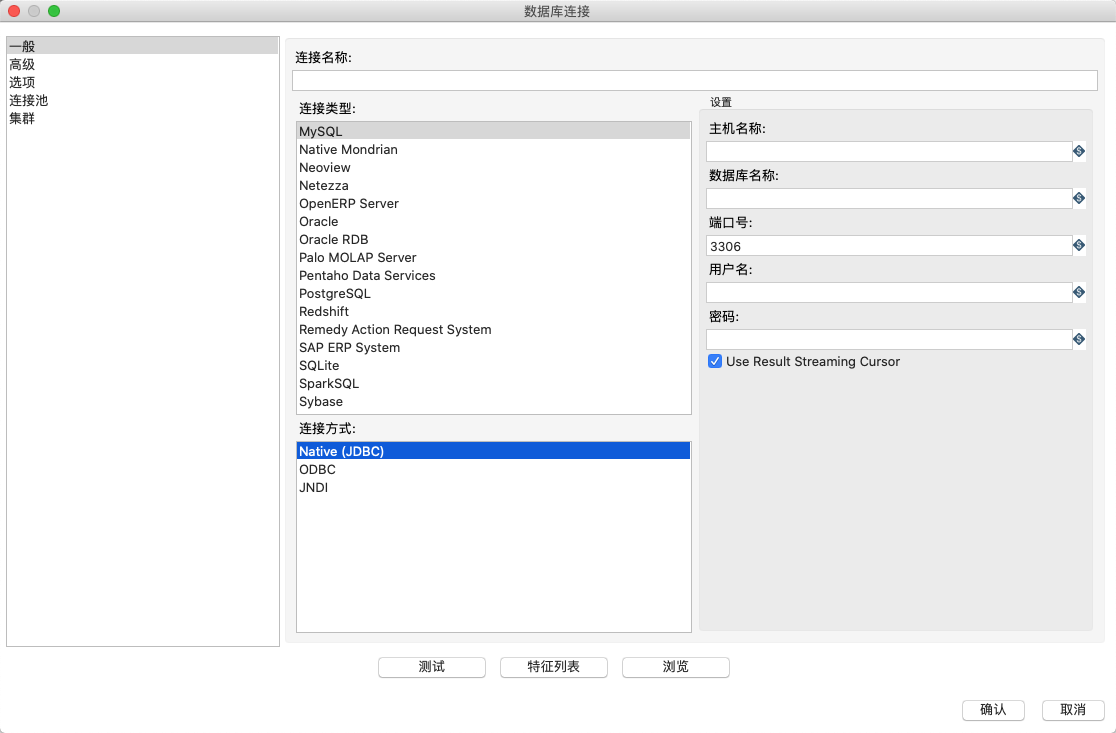 数据库连接
一般
高级
选项
连接池
集群
连接名称:
连接类型:
MySQL
Native Mondrian
Neoview
Netezza
OpenERP Server
Oracle
Oracle RDB
Palo MOLAP Server
Pentaho Data Services
PostgreSQL
Redshift
Remedy Action Request System
SAP ERP System
SQLite
SparkSQL
Sybase
连接方式:
Native (JDBC)
ODBC
JNDI
设置
主机名称:
数据库名称:
端口号:
3306
用户名:
密码:
Use Result Streaming Cursor
测试
特征列表
浏览
确认
取消